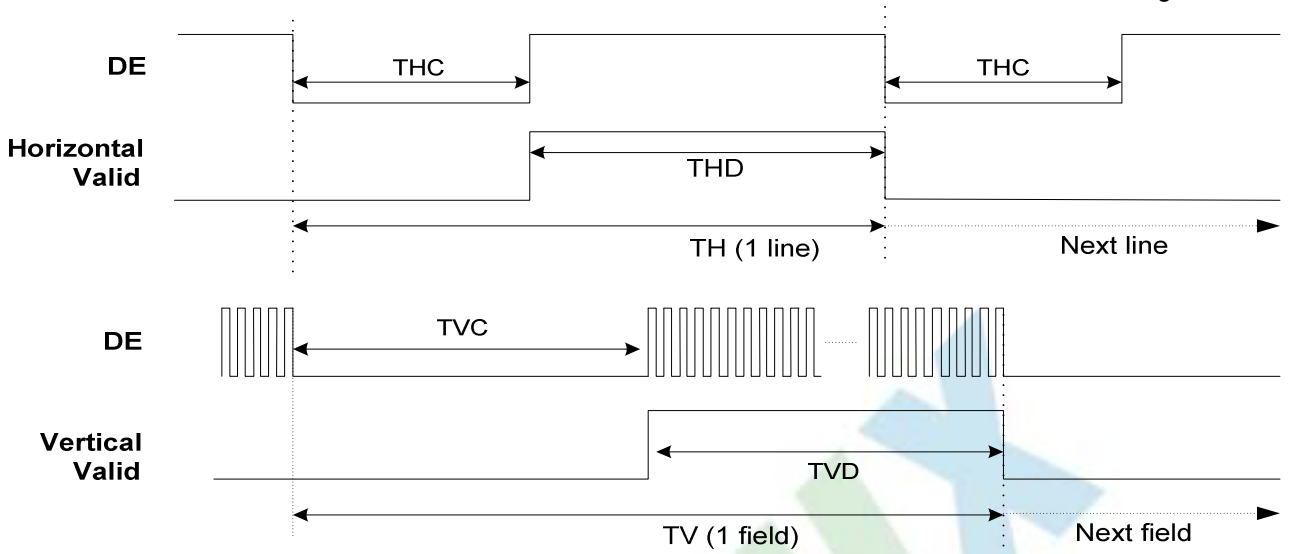 DE
THC
THC
Horizontal
Valid
THD
TH (1 line)
Next line
DE
TVC
Vertical
Valid
TVD
TV (1 field)
Next field